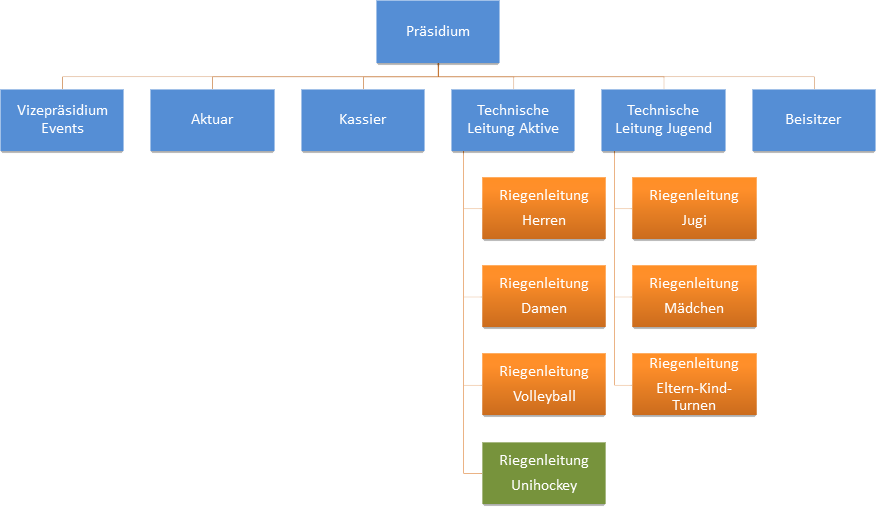 Präsidium
Vizepräsidium
Events
Aktuar
Kassier
Technische
Leitung Aktive
Technische
Leitung Jugend
Beisitzer
Riegenleitung
Herren
Riegenleitung
Jugi
Riegenleitung
Damen
Riegenleitung
Mädchen
Riegenleitung
Volleyball
Riegenleitung
Eltern-Kind-
Turnen
Riegenleitung
Unihockey